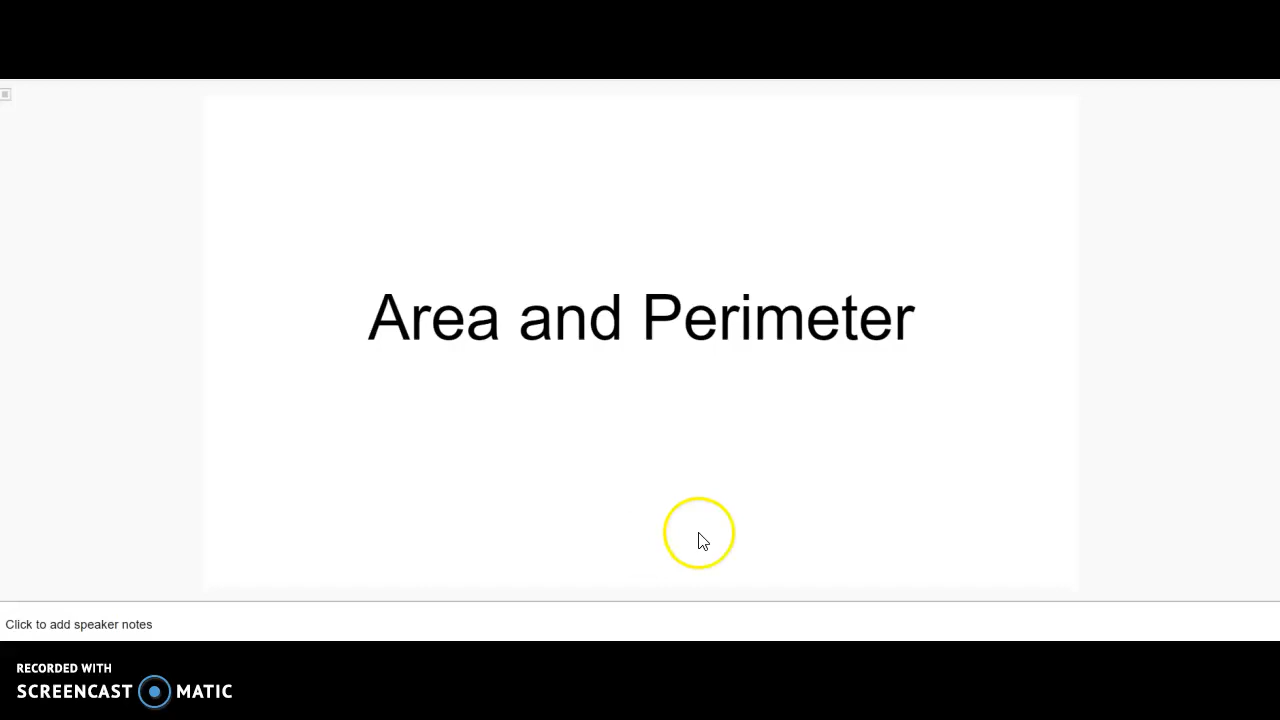 Area and Perimeter
Click to add speaker notes
RECORDED WITH
SCREENCAST MATIC